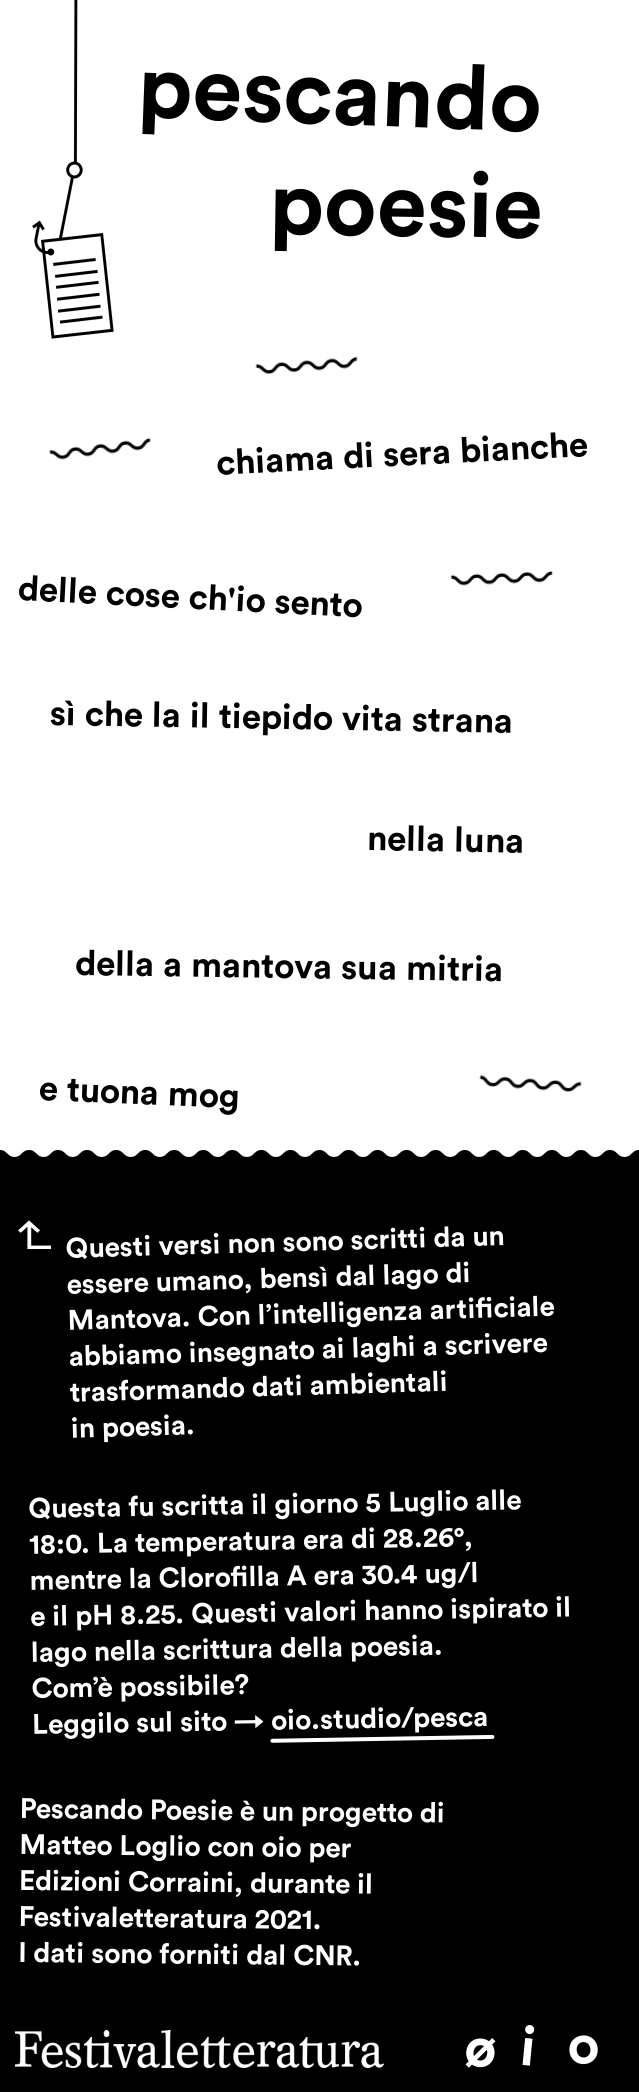 pescando
poesie
chiama di sera bianche
delle cose ch'io sento
sì che la il tiepido vita strana
nella luna
della a mantova sua mitria
e tuona mog
Questi versi non sono scritti da un
essere umano, bensì dal lago di
Mantova. Con l’intelligenza artificiale
abbiamo insegnato ai laghi a scrivere
trasformando dati ambientali
in poesia.
Questa fu scritta il giorno 5 Luglio alle
18:0. La temperatura era di 28.26°,
mentre la Clorofilla A era 30.4 ug/l
e il pH 8.25. Questi valori hanno ispirato il
lago nella scrittura della poesia.
Com’è possibile?
Leggilo sul sito → oio.studio/pesca
Pescando Poesie è un progetto di
Matteo Loglio con oio per
Edizioni Corraini, durante il
Festivaletteratura 2021.
I dati sono forniti dal CNR.
Festivaletteratura ø i o